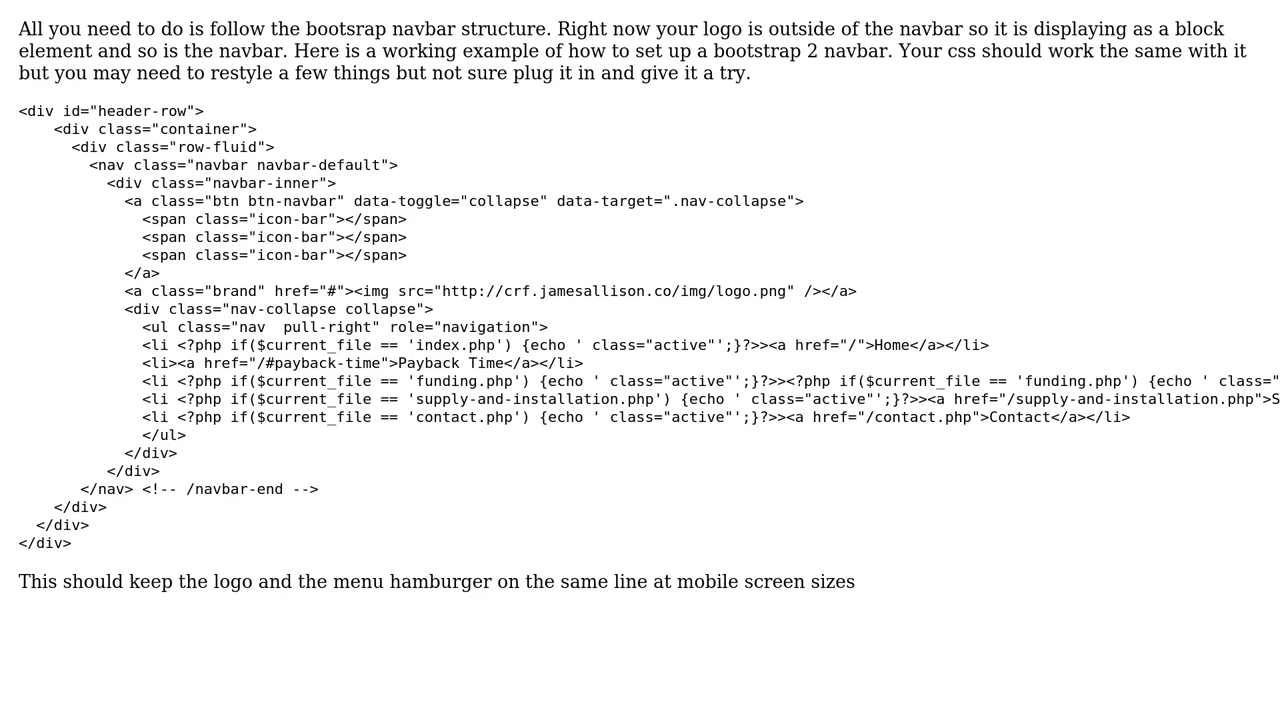 All you need to do is follow the bootsrap navbar structure. Right now your logo is outside of the navbar so it is displaying as a block
element and so is the navbar. Here is a working example of how to set up a bootstrap 2 navbar. Your css should work the same with it
but you may need to restyle a few things but not sure plug it in and give it a try.
<div id="header-row">
    <div class="container">
      <div class="row-fluid">
        <nav class="navbar navbar-default">
          <div class="navbar-inner">
            <a class="btn btn-navbar" data-toggle="collapse" data-target=".nav-collapse">
              <span class="icon-bar"></span>
              <span class="icon-bar"></span>
              <span class="icon-bar"></span>
            </a>
            <a class="brand" href="#"><img src="http://crf.jamesallison.co/img/logo.png" /></a>
            <div class="nav-collapse collapse">
              <ul class="nav  pull-right" role="navigation">
              <li <?php if($current_file == 'index.php') {echo ' class="active"';}?>><a href="/">Home</a></li>
              <li><a href="/#payback-time">Payback Time</a></li>
              <li <?php if($current_file == 'funding.php') {echo ' class="active"';}?>><?php if($current_file == 'funding.php') {echo ' class="
              <li <?php if($current_file == 'supply-and-installation.php') {echo ' class="active"';}?>><a href="/supply-and-installation.php">S
              <li <?php if($current_file == 'contact.php') {echo ' class="active"';}?>><a href="/contact.php">Contact</a></li>
              </ul>
            </div>
          </div>
       </nav> <!-- /navbar-end -->
    </div>
  </div>
</div>
This should keep the logo and the menu hamburger on the same line at mobile screen sizes